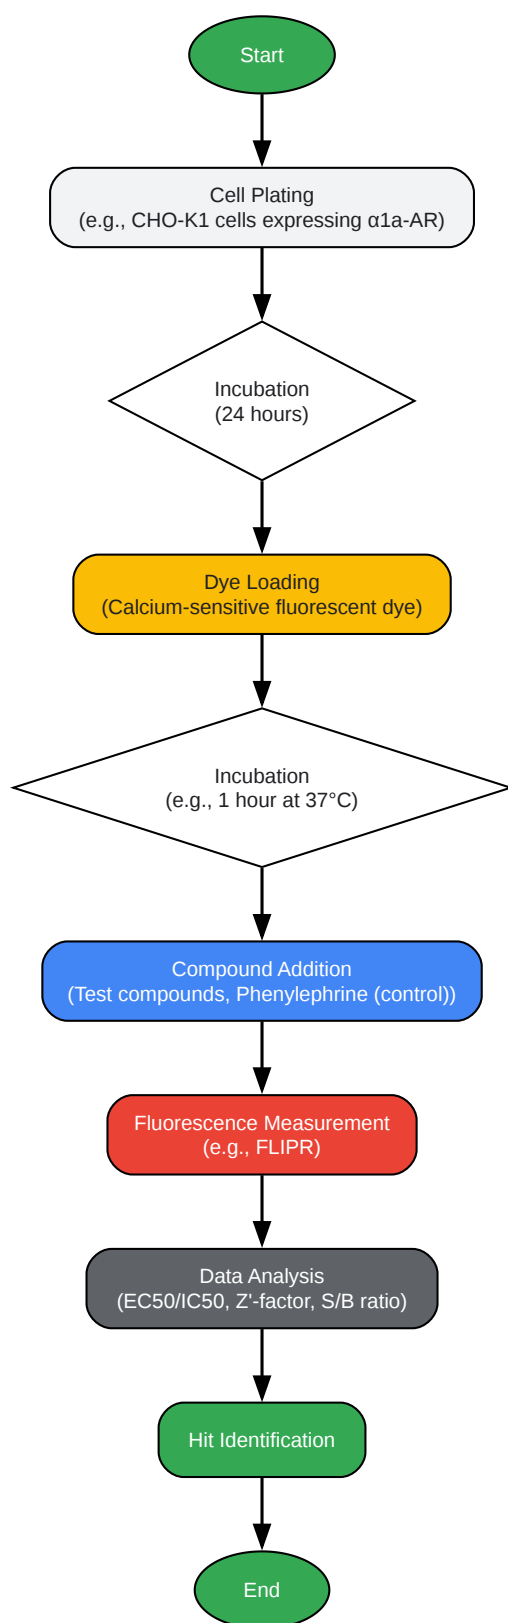 Start
Cell Plating
(e.g., CHO-K1 cells expressing α1a-AR)
Incubation
(24 hours)
Dye Loading
(Calcium-sensitive fluorescent dye)
Incubation
(e.g., 1 hour at 37°C)
Compound Addition
(Test compounds, Phenylephrine (control))
Fluorescence Measurement
(e.g., FLIPR)
Data Analysis
(EC50/IC50, Z'-factor, S/B ratio)
Hit Identification
End